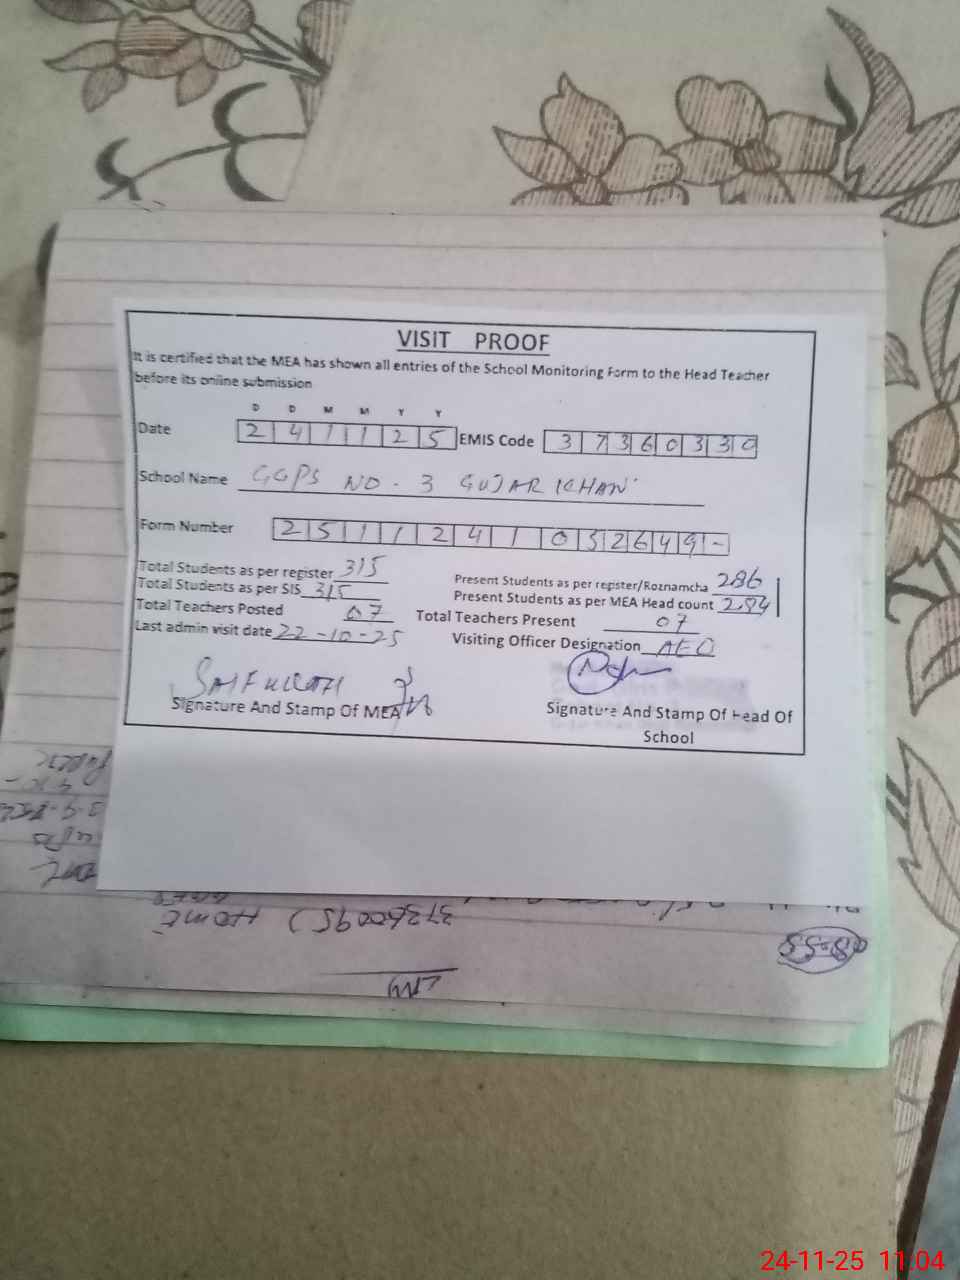 VISIT PROOF
It is certified that the MEA has shown all entries of the School Monitoring Form to the Head Teacher
before its online submission
D D M M Y Y
Date 2 4 1 1 2 5 EMIS Code 3 7 3 6 0 3 3 0
School Name GGPS NO - 3 GUJAR KHAN
Form Number 2 5 1 1 2 4 1 0 5 2 6 4 9 -
Total Students as per register 315 Present Students as per register/Roznamcha 286
Total Students as per SIS 315 Present Students as per MEA Head count 284
Total Teachers Posted 07 Total Teachers Present 07
Last admin visit date 22-10-25 Visiting Officer Designation AEO
SAIFULLAH
Signature And Stamp Of MEA Signature And Stamp Of Head Of
School
37360095) HOME
08-55
24-11-25 11:04